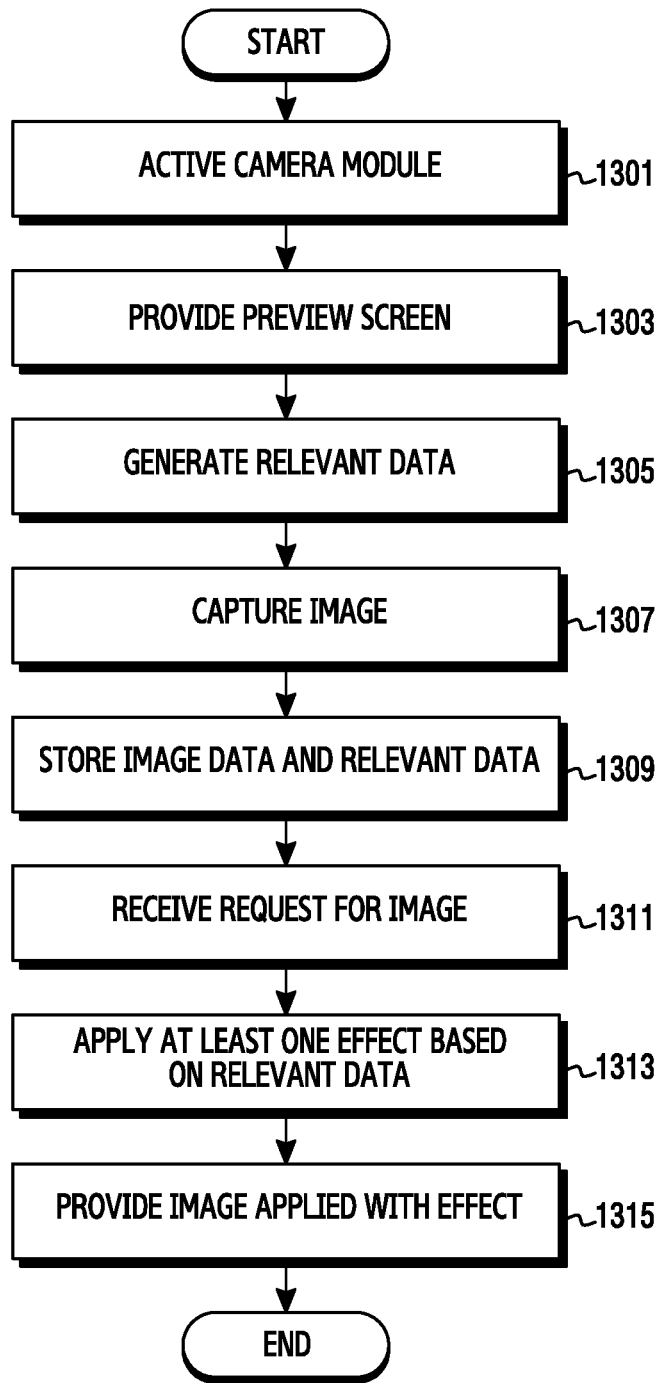 START
ACTIVE CAMERA MODULE
1301
PROVIDE PREVIEW SCREEN
1303
GENERATE RELEVANT DATA
1305
CAPTURE IMAGE
1307
STORE IMAGE DATA AND RELEVANT DATA
1309
RECEIVE REQUEST FOR IMAGE
1311
APPLY AT LEAST ONE EFFECT BASED
ON RELEVANT DATA
1313
PROVIDE IMAGE APPLIED WITH EFFECT
1315
END